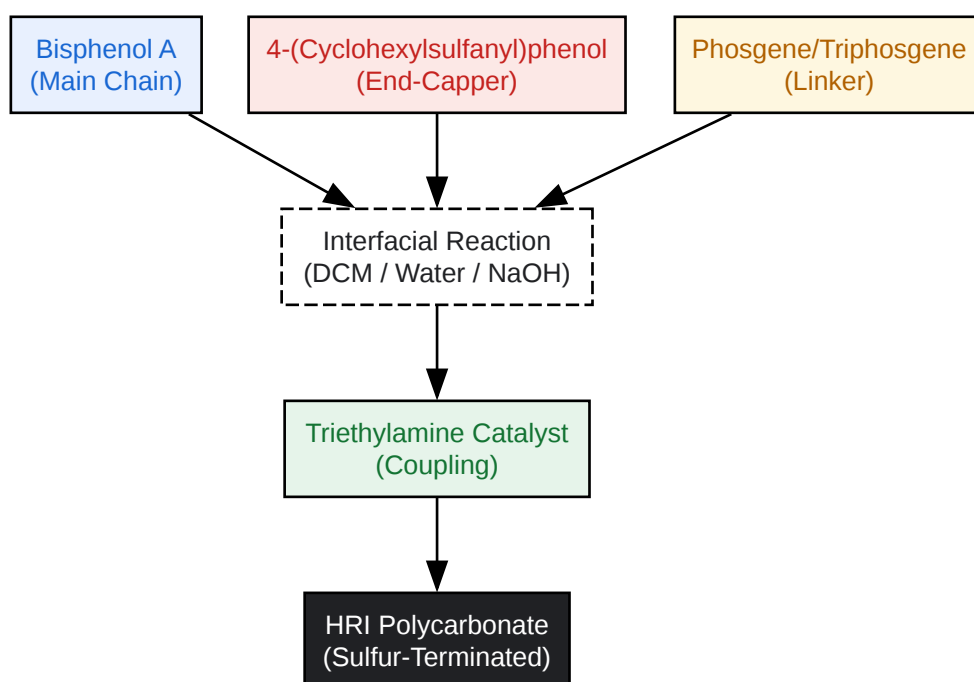 Bisphenol A
(Main Chain)
4-(Cyclohexylsulfanyl)phenol
(End-Capper)
Phosgene/Triphosgene
(Linker)
Interfacial Reaction
(DCM / Water / NaOH)
Triethylamine Catalyst
(Coupling)
HRI Polycarbonate
(Sulfur-Terminated)